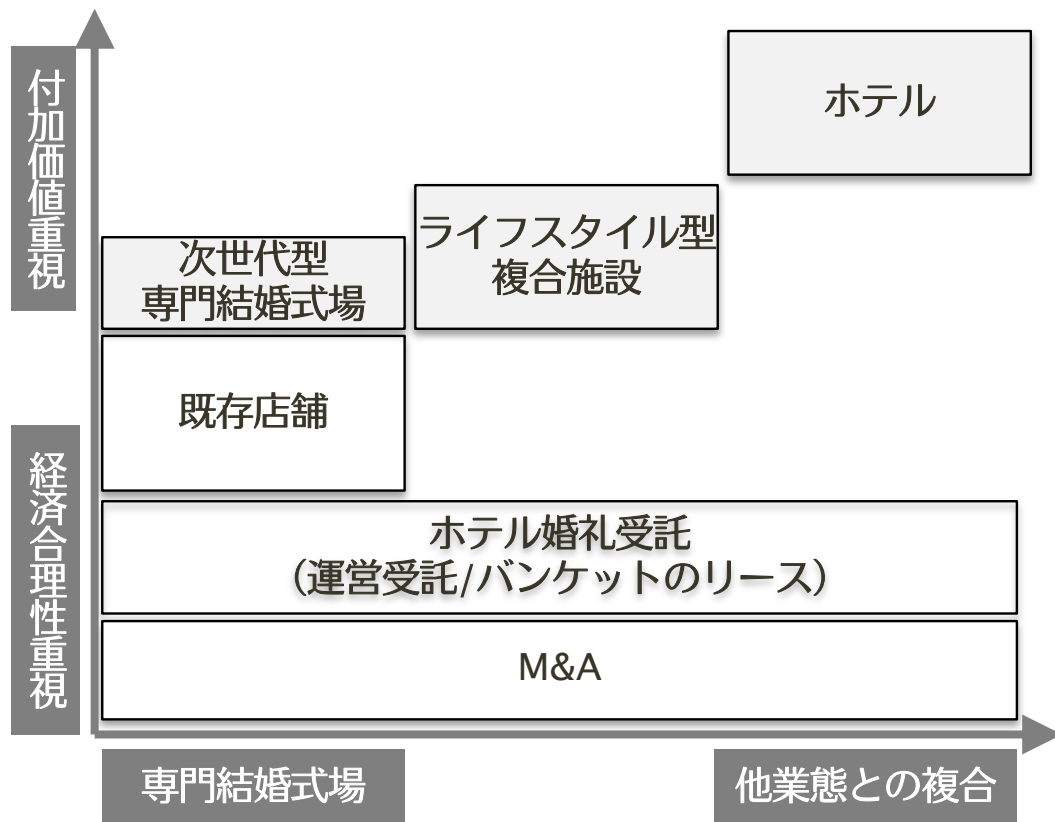 付加価値重視
ホテル
ライフスタイル型
複合施設
次世代型
専門結婚式場
既存店舗
経済合理性重視
ホテル婚礼受託
（運営受託/バンケットのリース）
M&A
専門結婚式場
他業態との複合